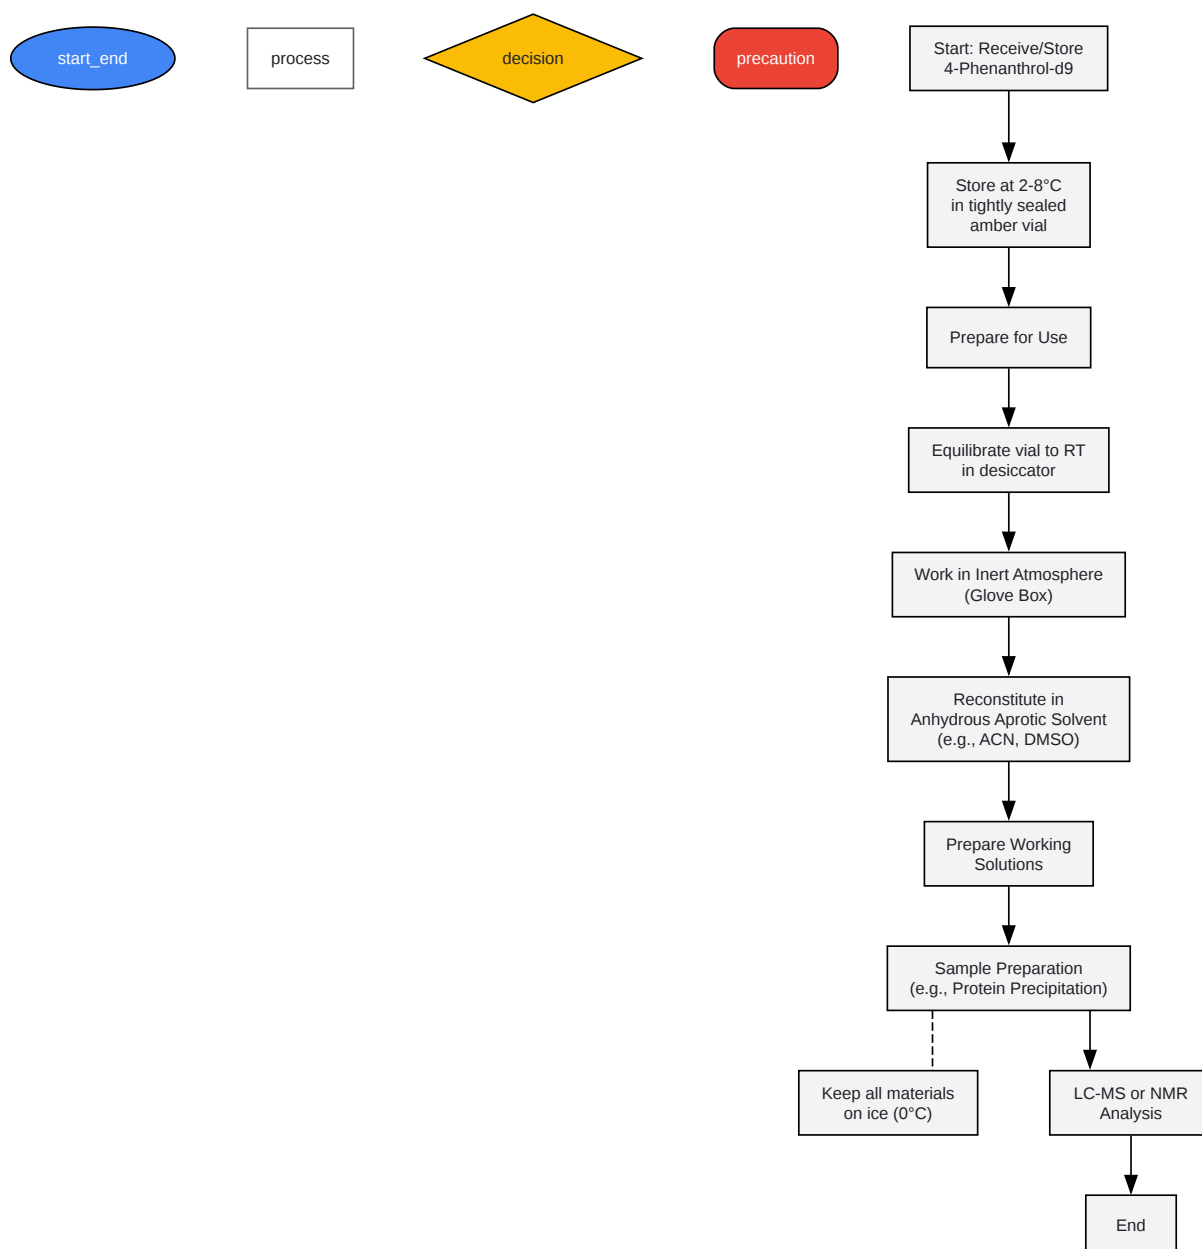 start_end
process
decision
precaution
Start: Receive/Store
4-Phenanthrol-d9
Store at 2-8°C
in tightly sealed
amber vial
Prepare for Use
Equilibrate vial to RT
in desiccator
Work in Inert Atmosphere
(Glove Box)
Reconstitute in
Anhydrous Aprotic Solvent
(e.g., ACN, DMSO)
Prepare Working
Solutions
Sample Preparation
(e.g., Protein Precipitation)
Keep all materials
on ice (0°C)
LC-MS or NMR
Analysis
End